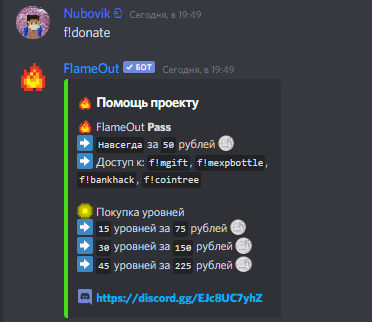 Nubovik Сегодня, в 19:49
f!donate
FlameOut БОТ Сегодня, в 19:49
Помощь проекту
FlameOut Pass
Навсегда за 50 рублей
Доступ к: f!mgift, f!mexpbottle,
f!bankhack, f!cointree
Покупка уровней
15 уровней за 75 рублей
30 уровней за 150 рублей
45 уровней за 225 рублей
https://discord.gg/EJc8UC7yhZ